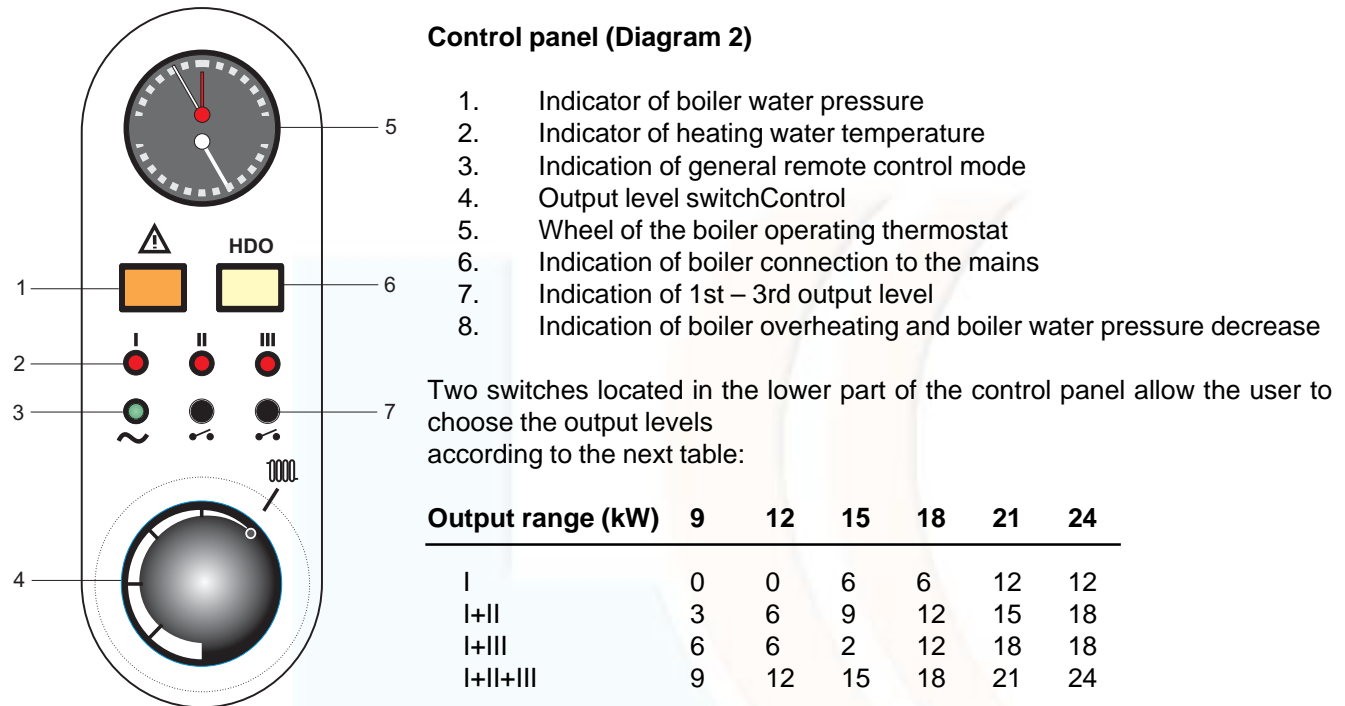 5
HDO
1
6
I II III
2
3
7
4
Control panel (Diagram 2)
1. Indicator of boiler water pressure
2. Indicator of heating water temperature
3. Indication of general remote control mode
4. Output level switchControl
5. Wheel of the boiler operating thermostat
6. Indication of boiler connection to the mains
7. Indication of 1st – 3rd output level
8. Indication of boiler overheating and boiler water pressure decrease
Two switches located in the lower part of the control panel allow the user to
choose the output levels
according to the next table:
Output range (kW) 9 12 15 18 21 24
I 0 0 6 6 12 12
I+II 3 6 9 12 15 18
I+III 6 6 2 12 18 18
I+II+III 9 12 15 18 21 24